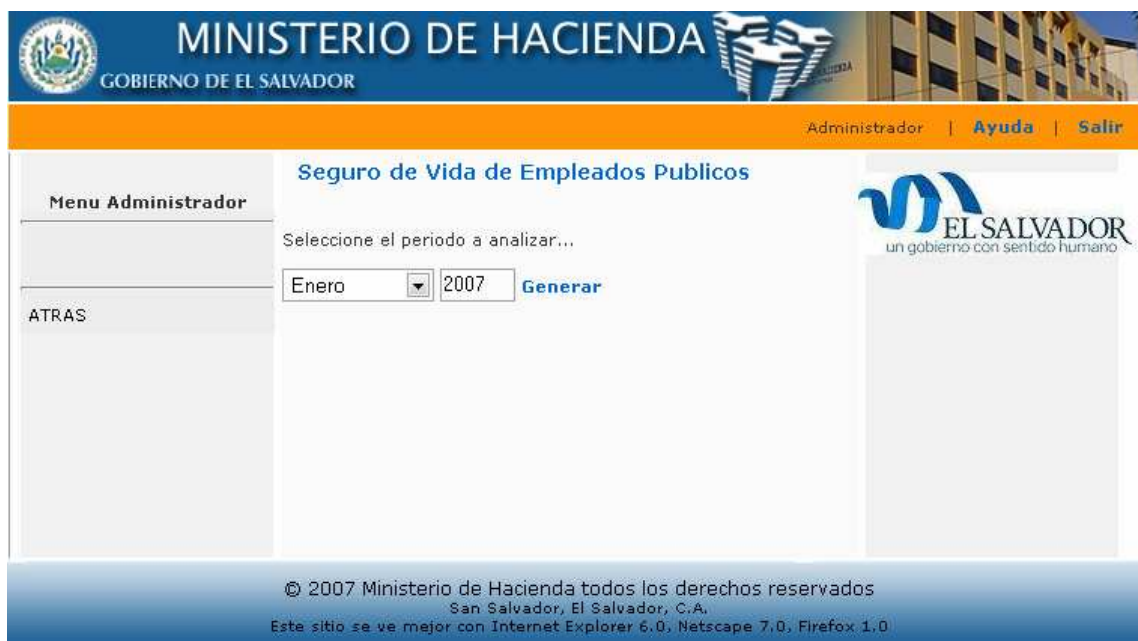 MINISTERIO DE HACIENDA
GOBIERNO DE EL SALVADOR
Administrador | Ayuda | Salir
Seguro de Vida de Empleados Publicos
Menu Administrador
EL SALVADOR
un gobierno con sentido humano
Seleccione el periodo a analizar...
Enero 2007 Generar
ATRAS
© 2007 Ministerio de Hacienda todos los derechos reservados
San Salvador, El Salvador, C.A.
Este sitio se ve mejor con Internet Explorer 6.0, Netscape 7.0, Firefox 1.0